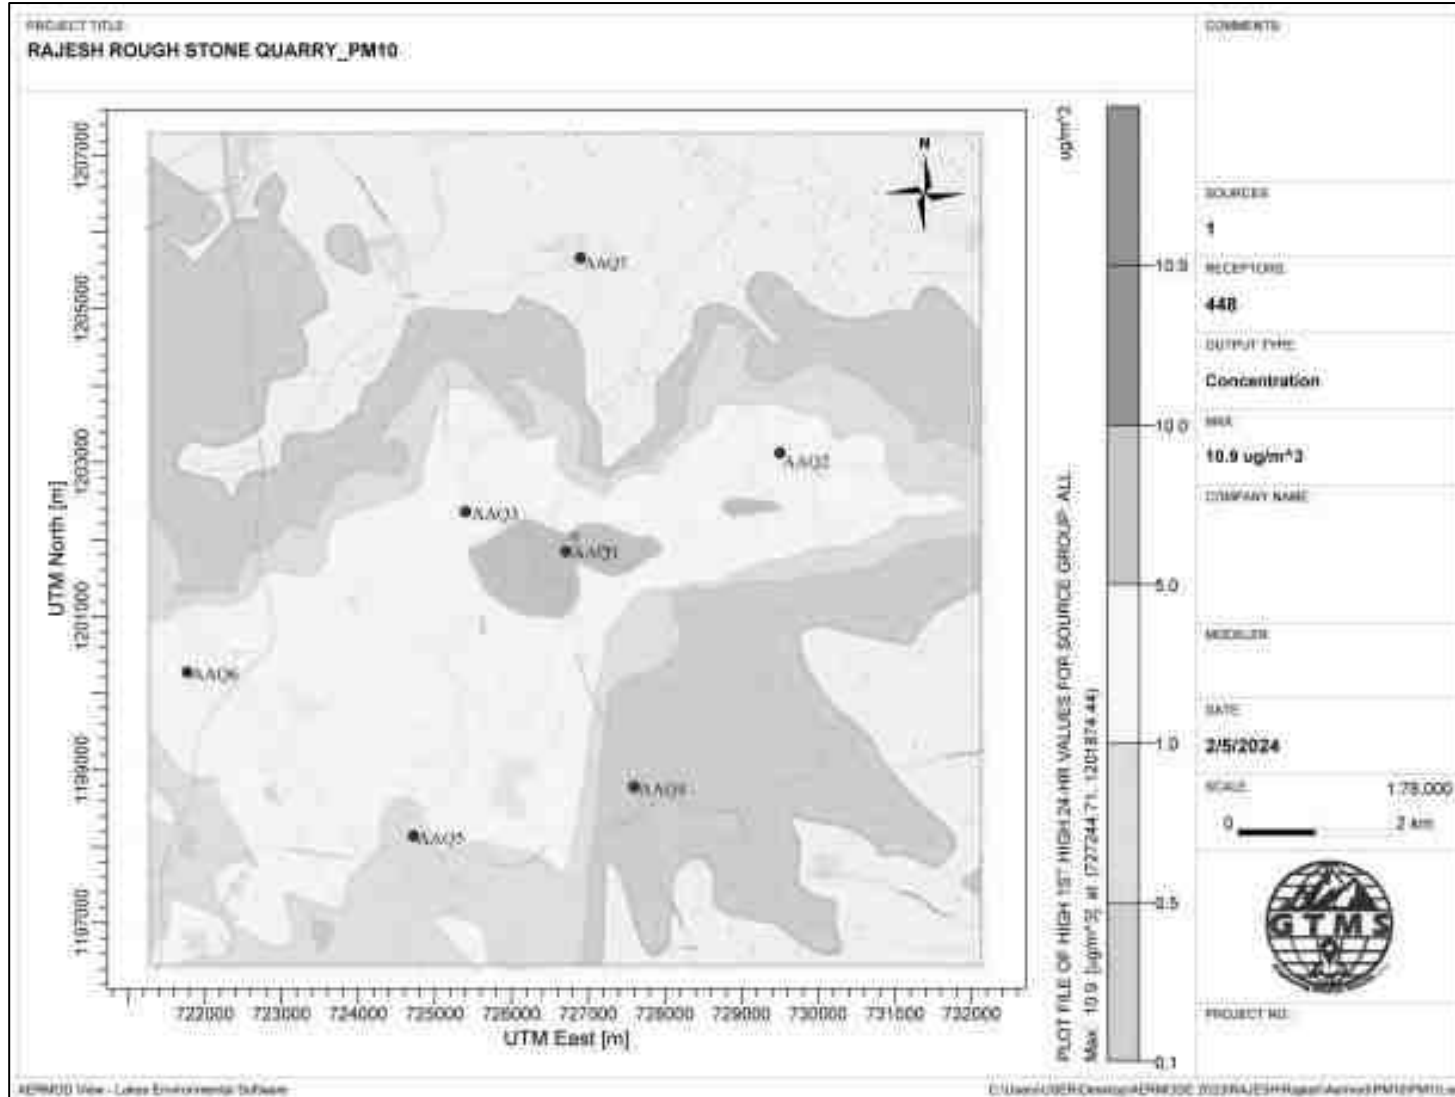 PROJECT TITLE:
RAJESH ROUGH STONE QUARRY_PM10
COMMENTS:
SOURCES:
1
RECEPTORS:
448
OUTPUT TYPE:
Concentration
MAX:
10.9 ug/m^3
COMPANY NAME:
MODELER:
DATE:
2/5/2024
SCALE:
1:78,000
0
2 km
GTMS
PROJECT NO.:
N
AAQ7
AAQ2
AAQ3
AAQ1
AAQ6
AAQ5
UTM North [m]
1207000
1205000
1203000
1201000
1199000
1197000
722000 723000 724000 725000 726000 727000 728000 729000 730000 731000 732000
UTM East [m]
ug/m^3
10.9
10.0
5.0
1.0
0.5
0.1
PLOT FILE OF HIGH 1ST HIGH 24-HR VALUES FOR SOURCE GROUP: ALL
Max: 10.9 [ug/m^3] at (727244.71, 1201874.44)
AERMOD View - Lakes Environmental Software